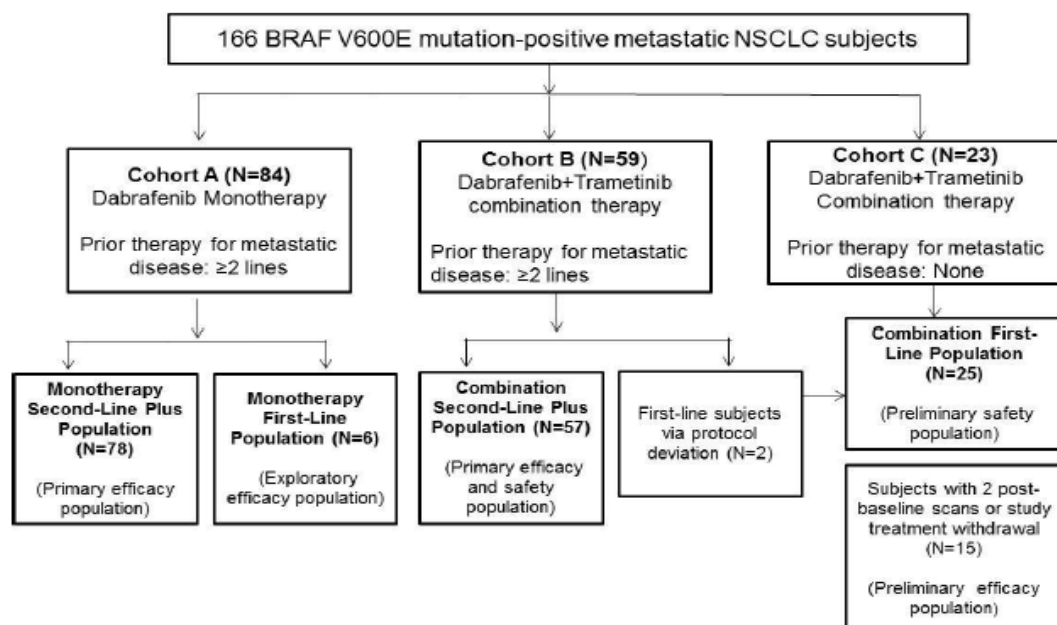 166 BRAF V600E mutation-positive metastatic NSCLC subjects
Cohort A (N=84)
Dabrafenib Monotherapy
Prior therapy for metastatic
disease: ≥2 lines
Cohort B (N=59)
Dabrafenib+Trametinib
combination therapy
Prior therapy for metastatic
disease: ≥2 lines
Cohort C (N=23)
Dabrafenib+Trametinib
Combination therapy
Prior therapy for metastatic
disease: None
Monotherapy
Second-Line Plus
Population
(N=78)
(Primary efficacy
population)
Monotherapy
First-Line
Population (N=6)
(Exploratory
efficacy population)
Combination
Second-Line Plus
Population (N=57)
(Primary efficacy
and safety
population)
First-line subjects
via protocol
deviation (N=2)
Combination First-
Line Population
(N=25)
(Preliminary safety
population)
Subjects with 2 post-
baseline scans or study
treatment withdrawal
(N=15)
(Preliminary efficacy
population)